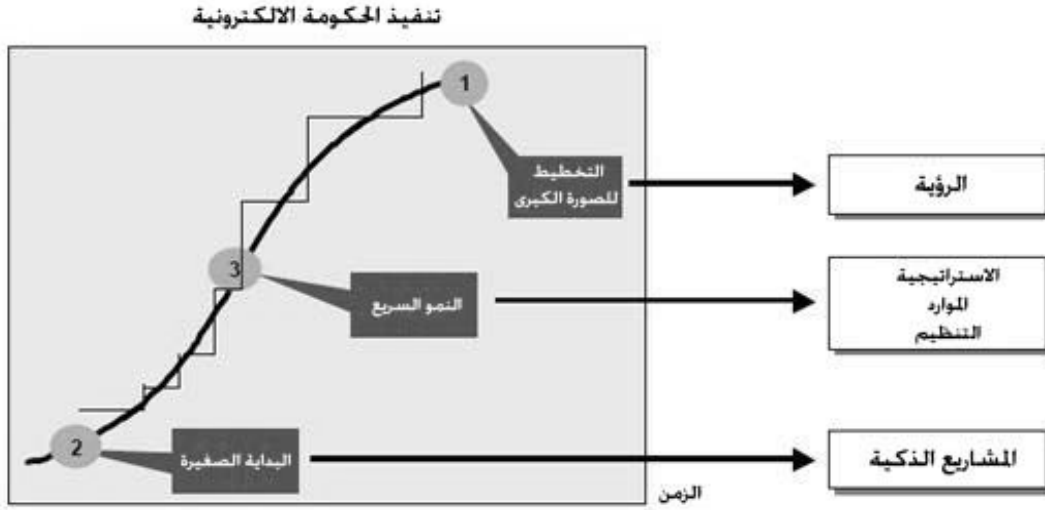 تنفيذ الحكومة الالكترونية
1
التخطيط
للصورة الكبرى
الرؤية
3
النمو السريع
الاستراتيجية
الموارد
التنظيم
2
البداية الصغيرة
المشاريع الذكية
الزمن